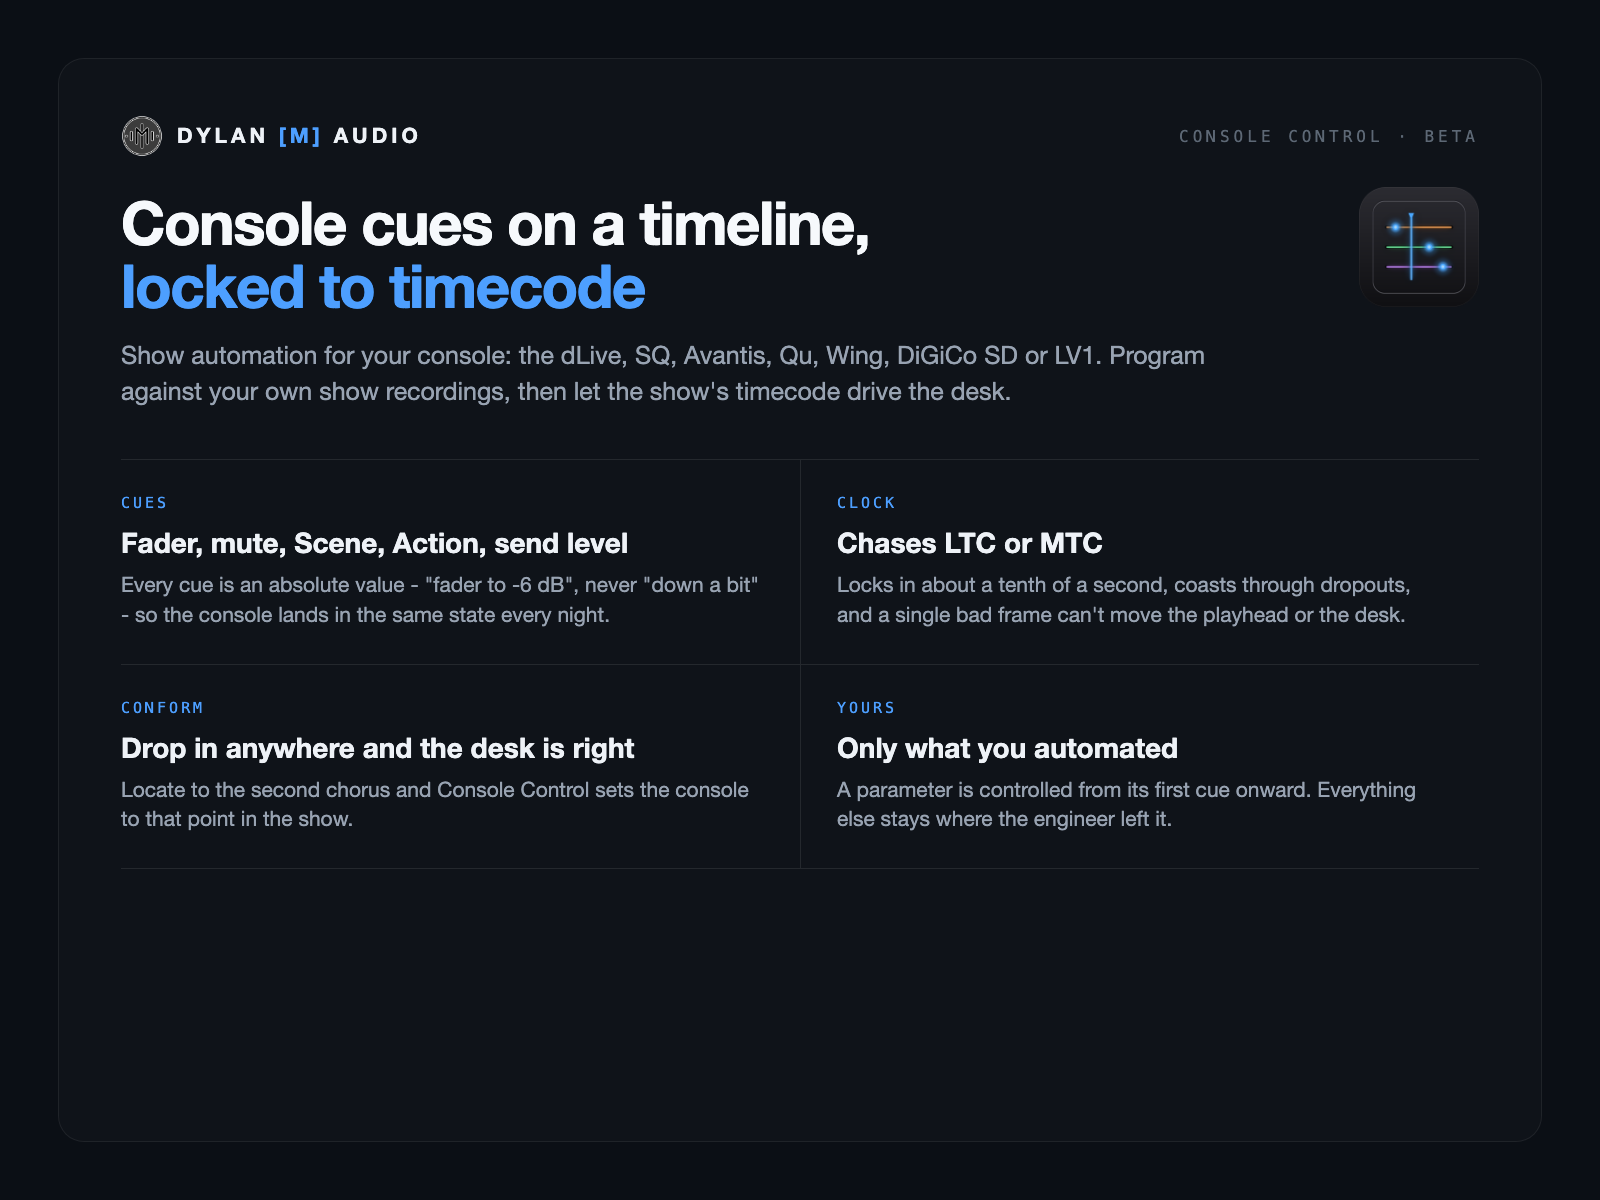 DYLAN [M] AUDIO
CONSOLE CONTROL · BETA
Console cues on a timeline,
locked to timecode
Show automation for your console: the dLive, SQ, Avantis, Qu, Wing, DiGiCo SD or LV1. Program
against your own show recordings, then let the show's timecode drive the desk.
CUES
Fader, mute, Scene, Action, send level
Every cue is an absolute value - "fader to -6 dB", never "down a bit"
- so the console lands in the same state every night.
CLOCK
Chases LTC or MTC
Locks in about a tenth of a second, coasts through dropouts,
and a single bad frame can't move the playhead or the desk.
CONFORM
Drop in anywhere and the desk is right
Locate to the second chorus and Console Control sets the console
to that point in the show.
YOURS
Only what you automated
A parameter is controlled from its first cue onward. Everything
else stays where the engineer left it.